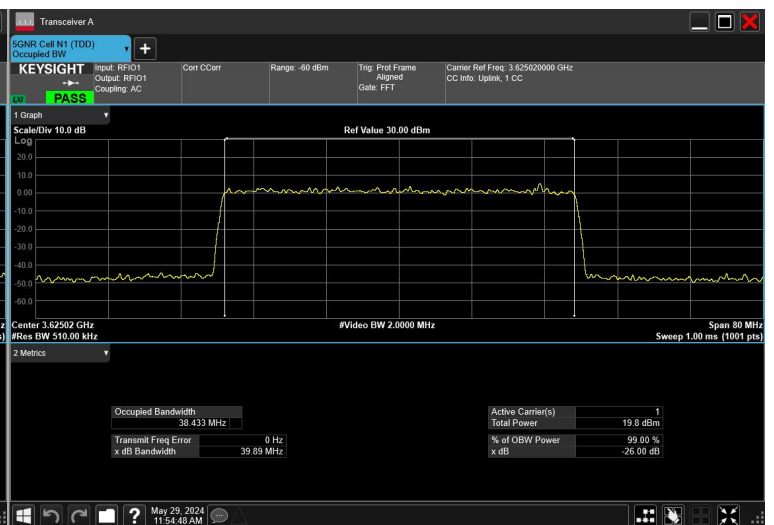 Transceiver A
5GNR Cell N1 (TDD)
Occupied BW
+
KEYSIGHT
LXI
PASS
Input: RFIO1
Output: RFIO1
Coupling: AC
Corr CCorr
Range: -60 dBm
Trig: Prot Frame
Aligned
Gate: FFT
Carrier Ref Freq: 3.625020000 GHz
CC Info: Uplink, 1 CC
1 Graph
Scale/Div 10.0 dB
Ref Value 30.00 dBm
Log
20.0
10.0
0.00
-10.0
-20.0
-30.0
-40.0
-50.0
-60.0
z Center 3.62502 GHz
#Video BW 2.0000 MHz
Span 80 MHz
s) #Res BW 510.00 kHz
Sweep 1.00 ms (1001 pts)
2 Metrics
Occupied Bandwidth
38.433 MHz
Transmit Freq Error 0 Hz
x dB Bandwidth 39.89 MHz
Active Carrier(s) 1
Total Power 19.8 dBm
% of OBW Power 99.00 %
x dB -26.00 dB
?
May 29, 2024
11:54:48 AM